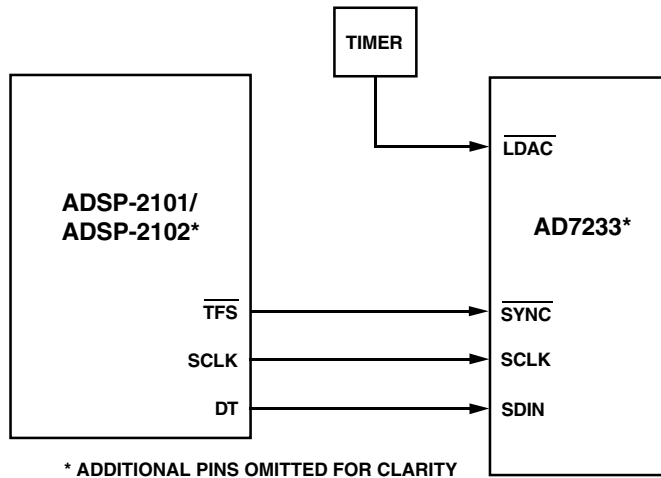 TIMER
LDAC
ADSP-2101/
ADSP-2102*
AD7233*
TFS
SYNC
SCLK
SCLK
DT
SDIN
* ADDITIONAL PINS OMITTED FOR CLARITY